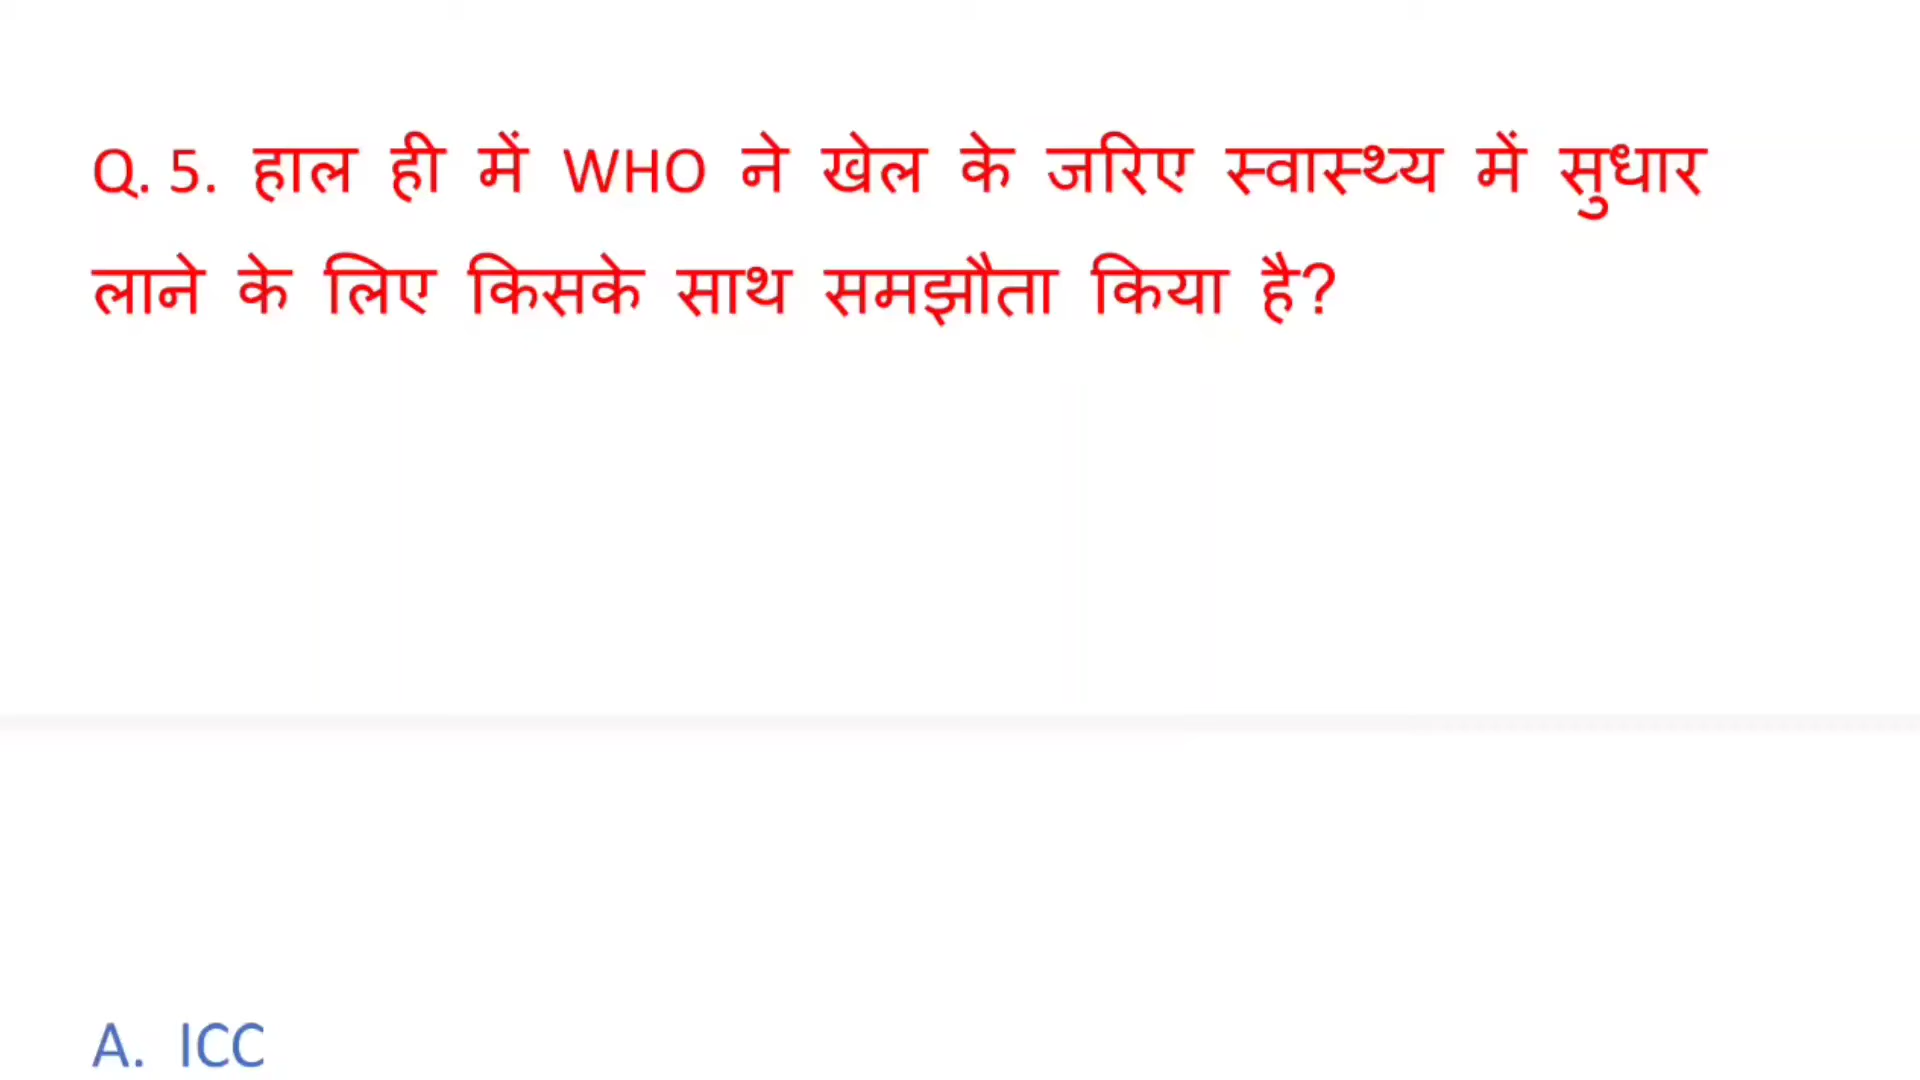 Q. 5. हाल ही में WHO ने खेल के जरिए स्वास्थ्य में सुधार
लाने के लिए किसके साथ समझौता किया है?
A. ICC